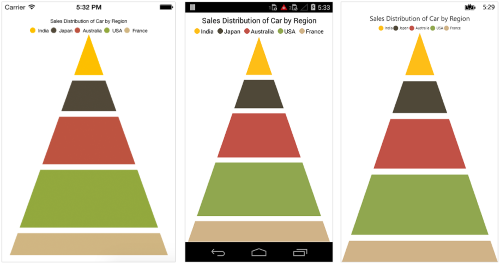 Carrier 5:32 PM
Sales Distribution of Car by Region
India Japan Australia USA France
5:33
Sales Distribution of Car by Region
India Japan Australia USA France
5:29
Sales Distribution of Car by Region
India Japan Australia USA France